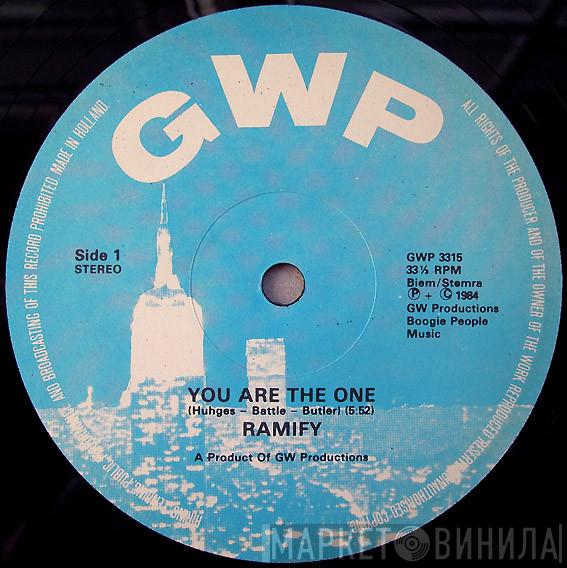 GWP
ALL RIGHTS OF THE PRODUCER AND OF THE OWNER OF THE WORK REPRODUCED RESERVED
UNAUTHORISED COPYING
AND BROADCASTING OF THIS RECORD PROHIBITED MADE IN HOLLAND
Side 1
STEREO
GWP 3315
33⅓ RPM
Biem/Stemra
Ⓟ + © 1984
GW Productions
Boogie People
Music
YOU ARE THE ONE
(Huhges – Battle – Butler) (5:52)
RAMIFY
A Product Of GW Productions
МАРКЕТ ВИНИЛА